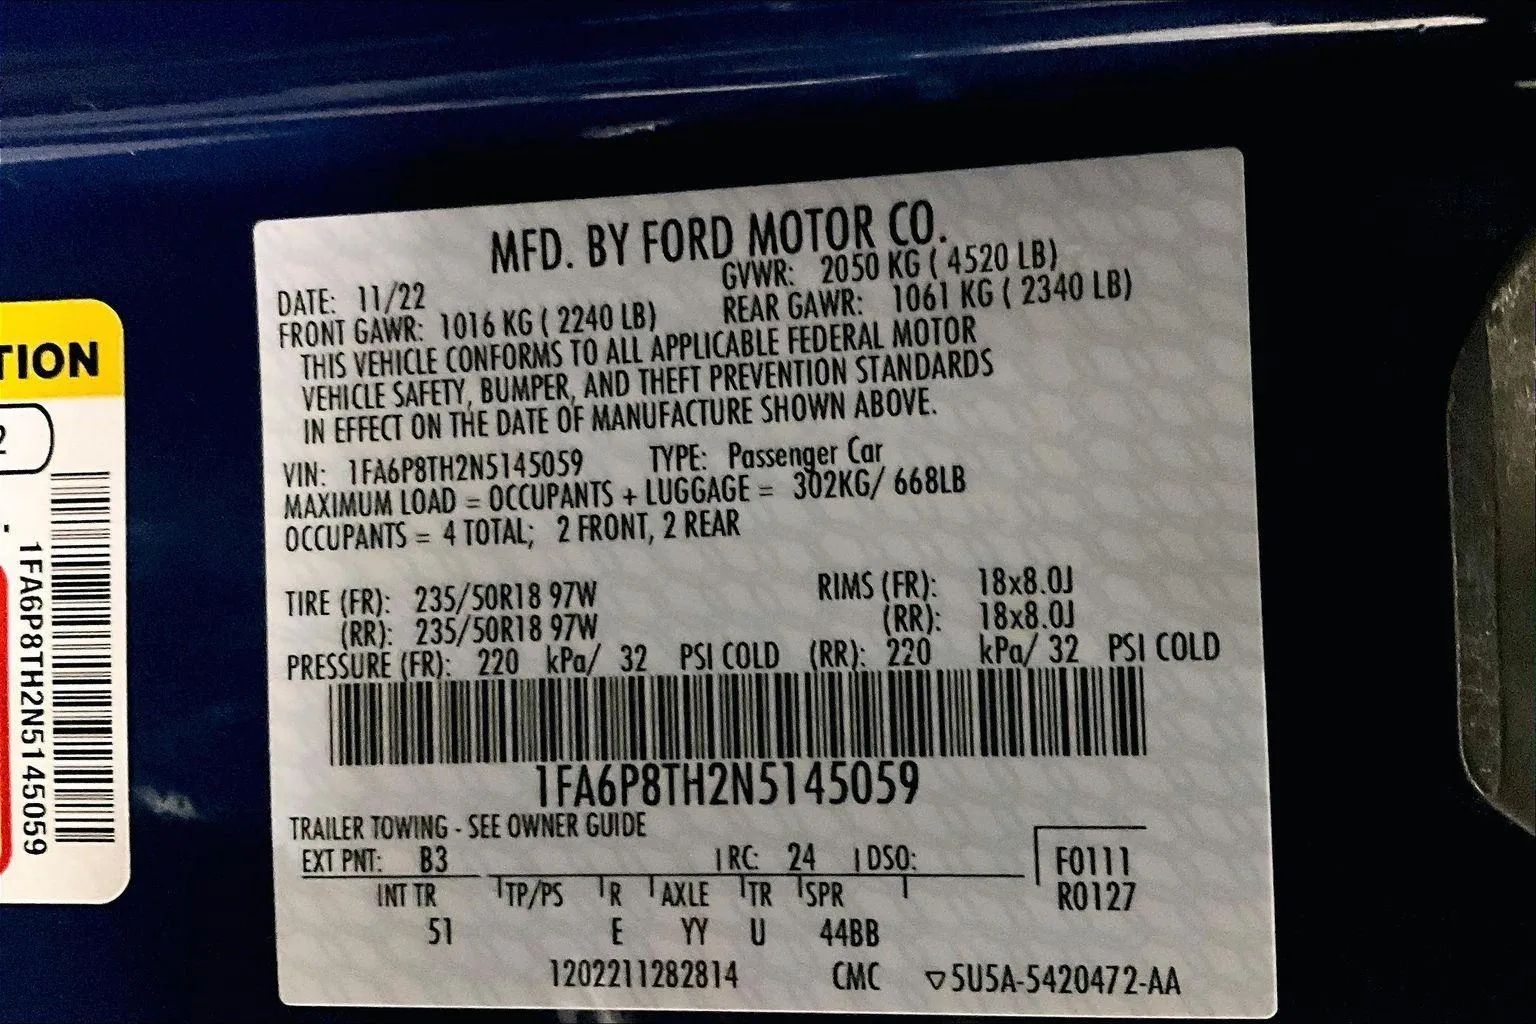 MFD. BY FORD MOTOR CO.
DATE: 11/22 GVWR: 2050 KG ( 4520 LB)
FRONT GAWR: 1016 KG ( 2240 LB) REAR GAWR: 1061 KG ( 2340 LB)
THIS VEHICLE CONFORMS TO ALL APPLICABLE FEDERAL MOTOR
VEHICLE SAFETY, BUMPER, AND THEFT PREVENTION STANDARDS
IN EFFECT ON THE DATE OF MANUFACTURE SHOWN ABOVE.
VIN: 1FA6P8TH2N5145059 TYPE: Passenger Car
MAXIMUM LOAD = OCCUPANTS + LUGGAGE = 302KG/ 668LB
OCCUPANTS = 4 TOTAL; 2 FRONT, 2 REAR
TIRE (FR): 235/50R18 97W RIMS (FR): 18x8.0J
(RR): 235/50R18 97W (RR): 18x8.0J
PRESSURE (FR): 220 kPa/ 32 PSI COLD (RR): 220 kPa/ 32 PSI COLD
1FA6P8TH2N5145059
TRAILER TOWING - SEE OWNER GUIDE
EXT PNT: B3 RC: 24 DSO: F0111
INT TR TP/PS R AXLE TR SPR R0127
51 E YY U 44BB
1202211282814 CMC ▽5U5A-5420472-AA
TION
2
1FA6P8TH2N5145059